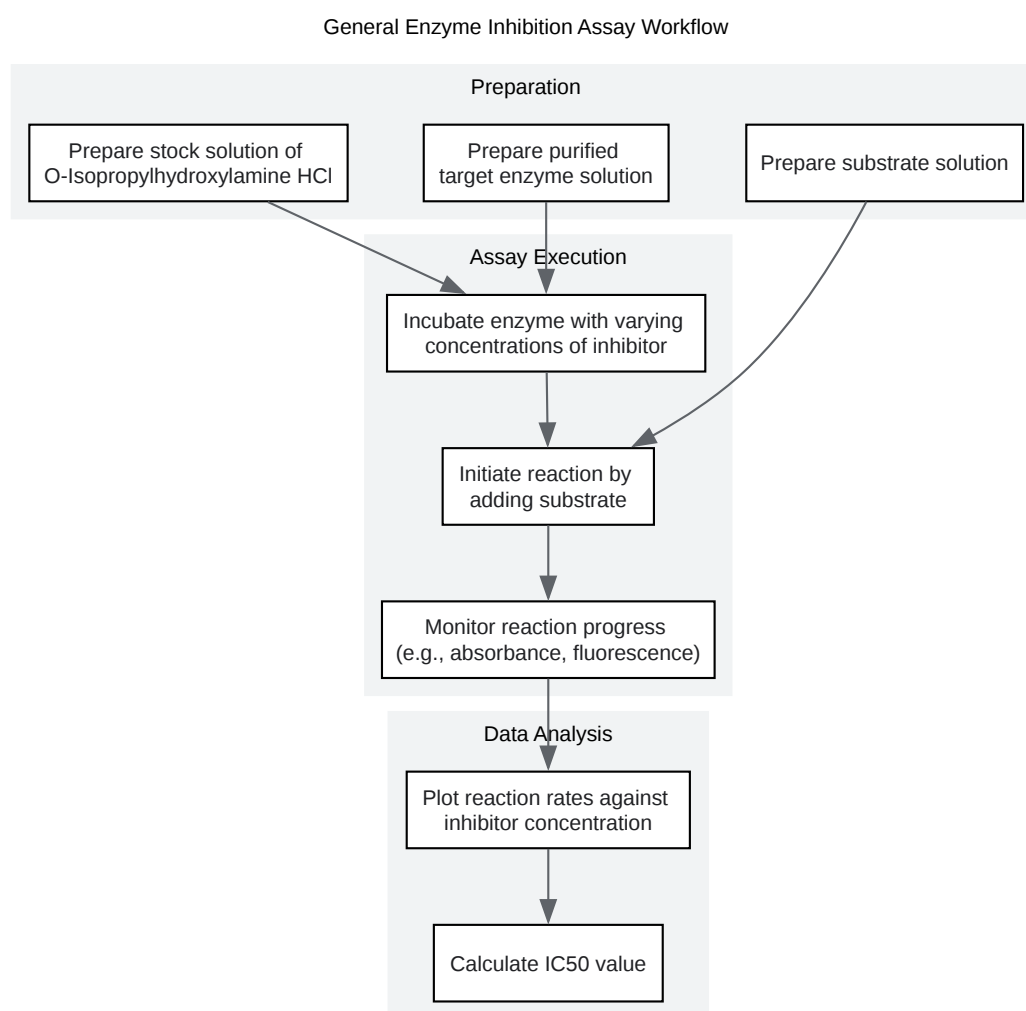 General Enzyme Inhibition Assay Workflow
Preparation
Prepare stock solution of
O-Isopropylhydroxylamine HCl
Prepare purified
target enzyme solution
Prepare substrate solution
Assay Execution
Incubate enzyme with varying
concentrations of inhibitor
Initiate reaction by
adding substrate
Monitor reaction progress
(e.g., absorbance, fluorescence)
Data Analysis
Plot reaction rates against
inhibitor concentration
Calculate IC50 value